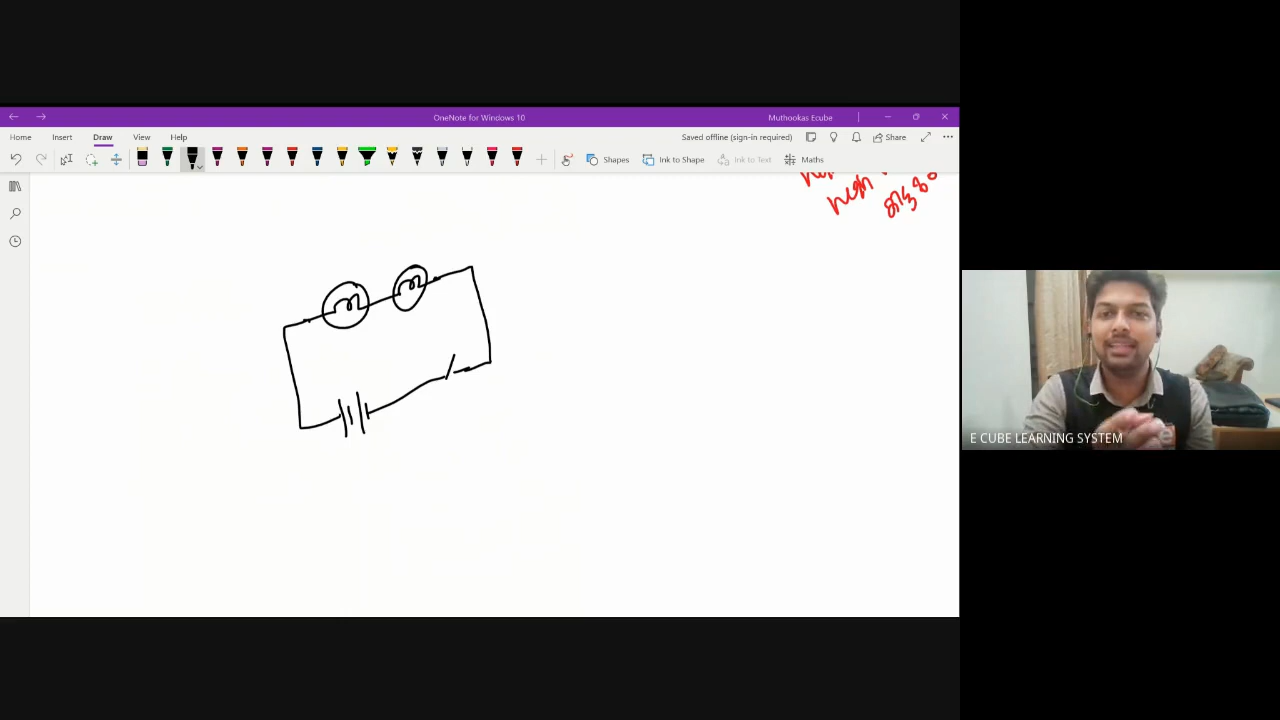 OneNote for Windows 10
Muthookas Ecube
Home Insert Draw View Help
Saved offline (sign-in required)
Share
Shapes
Ink to Shape
Ink to Text
Maths
E CUBE LEARNING SYSTEM